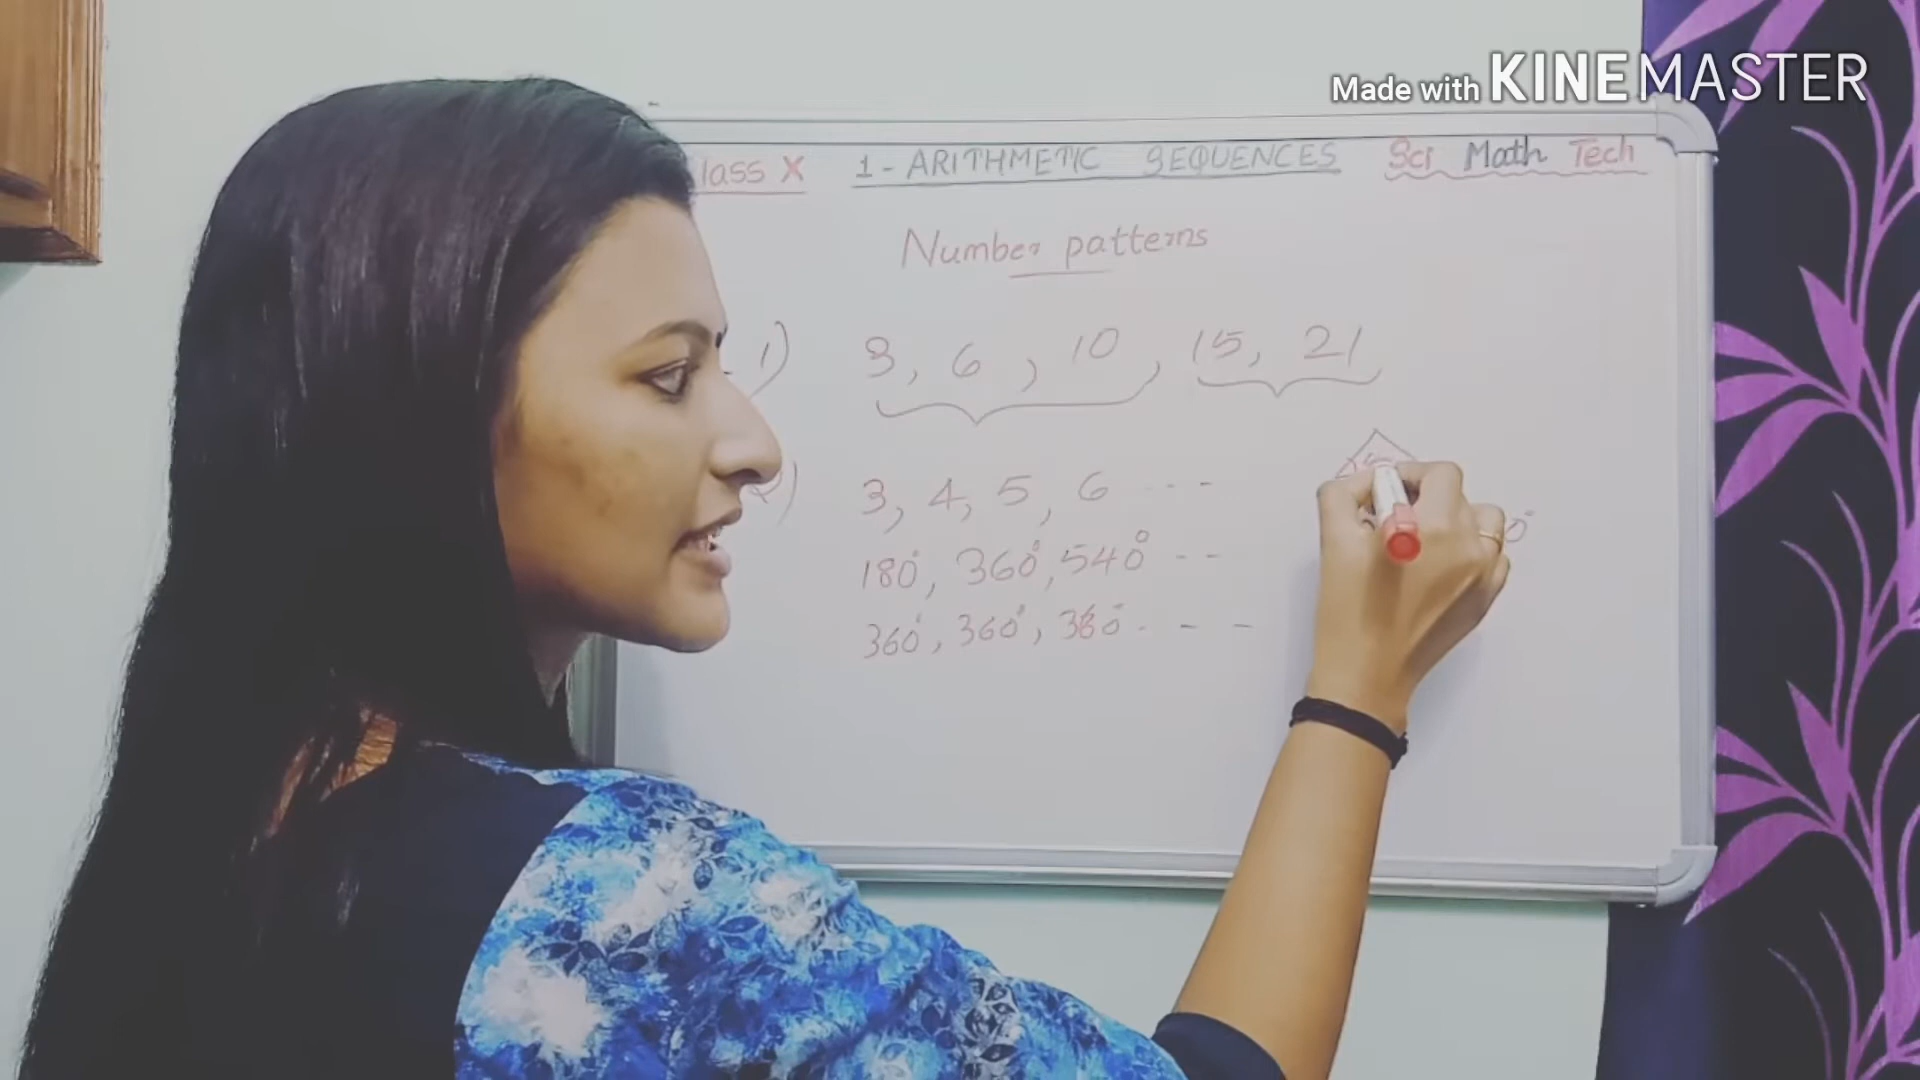 Made with KINEMASTER
lass X 1 - ARITHMETIC SEQUENCES Sci Math Tech
Number patterns
1) 3, 6, 10, 15, 21
2) 3, 4, 5, 6 ---
180°, 360°, 540° --
360°, 360°, 360° - - -